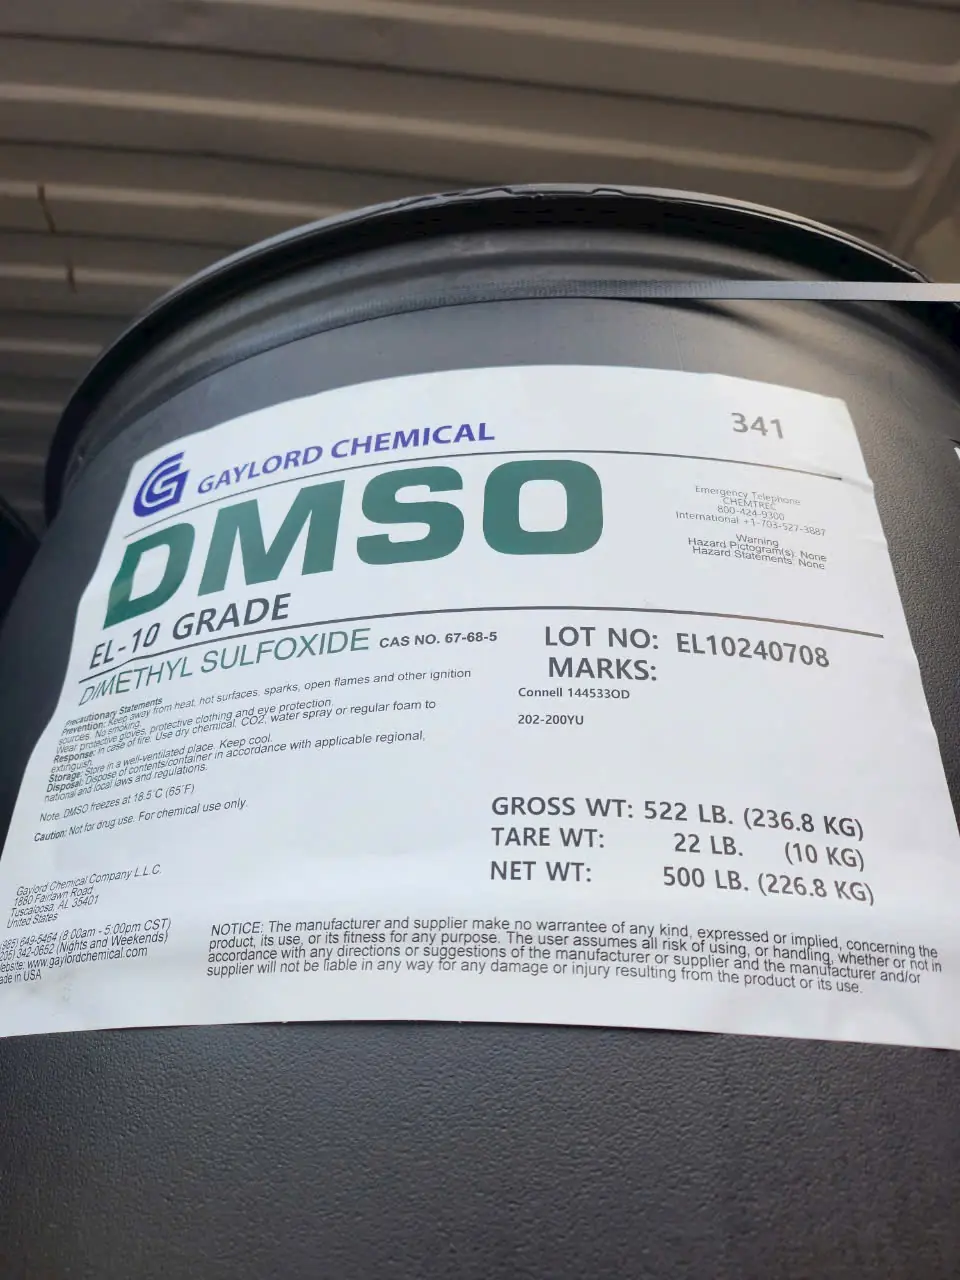 GAYLORD CHEMICAL
341
DMSO
Emergency Telephone
CHEMTREC
800-424-9300
International +1-703-527-3887
Warning
Hazard Pictogram(s): None
Hazard Statements: None
EL-10 GRADE
DIMETHYL SULFOXIDE CAS NO. 67-68-5
LOT NO: EL10240708
MARKS:
Connell 144533OD
202-200YU
Precautionary Statements
Prevention: Keep away from heat, hot surfaces, sparks, open flames and other ignition
sources. No smoking.
Wear protective gloves, protective clothing and eye protection.
Response: In case of fire: Use dry chemical, CO2, water spray or regular foam to
extinguish.
Storage: Store in a well-ventilated place. Keep cool.
Disposal: Dispose of contents/container in accordance with applicable regional,
national and local laws and regulations.
Note. DMSO freezes at 18.5°C (65°F)
Caution: Not for drug use. For chemical use only.
GROSS WT: 522 LB. (236.8 KG)
TARE WT: 22 LB. (10 KG)
NET WT: 500 LB. (226.8 KG)
Gaylord Chemical Company L.L.C.
1880 Fairlawn Road
Tuscaloosa, AL 35401
United States
(985) 649-5464 (8:00am - 5:00pm CST)
342-0652 (Nights and Weekends)
www.gaylordchemical.com
in USA
NOTICE: The manufacturer and supplier make no warrantee of any kind, expressed or implied, concerning the
product, its use, or its fitness for any purpose. The user assumes all risk of using, or handling, whether or not in
accordance with any directions or suggestions of the manufacturer or supplier and the manufacturer and/or
supplier will not be liable in any way for any damage or injury resulting from the product or its use.